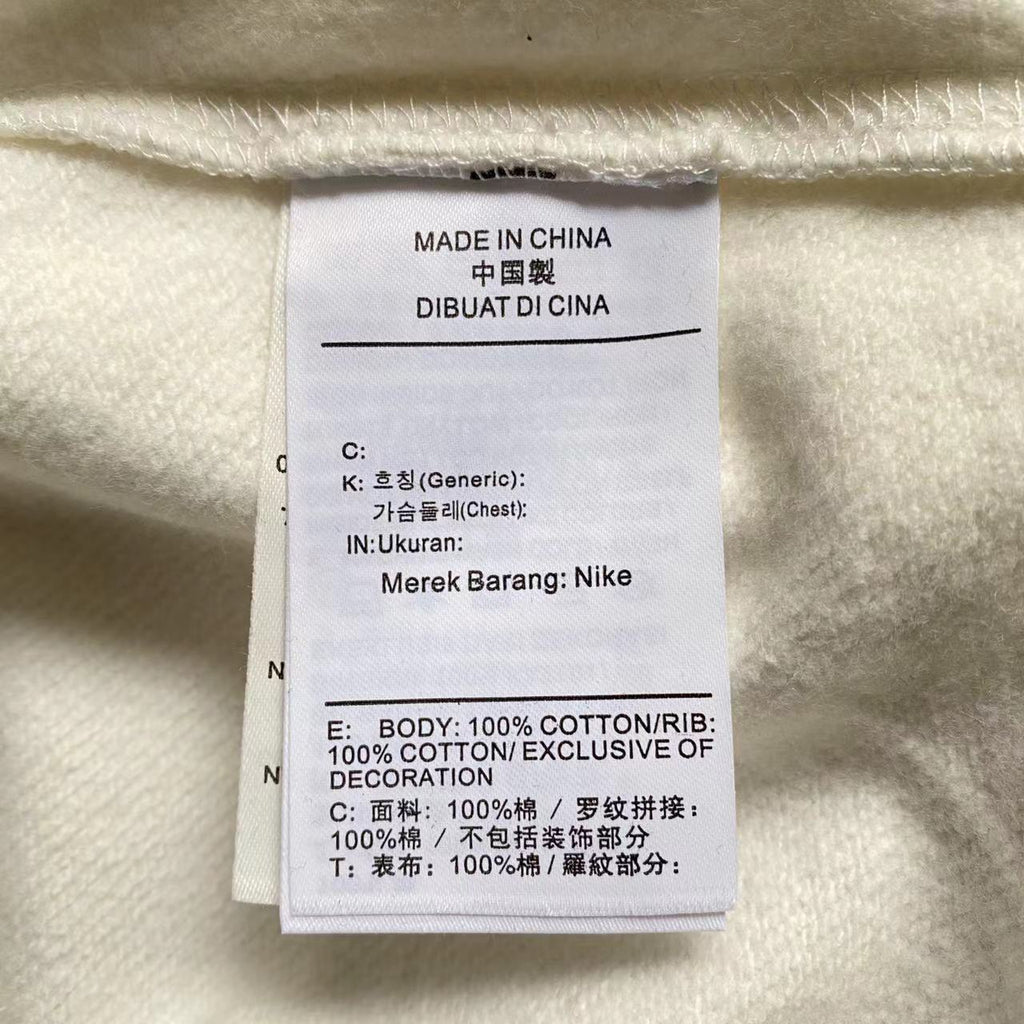 MADE IN CHINA
中国製
DIBUAT DI CINA
C:
K: 흐칭(Generic):
가슴둘레(Chest):
IN:Ukuran:
Merek Barang: Nike
E: BODY: 100% COTTON/RIB:
100% COTTON/ EXCLUSIVE OF
DECORATION
C: 面料: 100%棉 / 罗纹拼接:
100%棉 / 不包括装饰部分
T: 表布: 100%棉 / 羅紋部分:
N
N